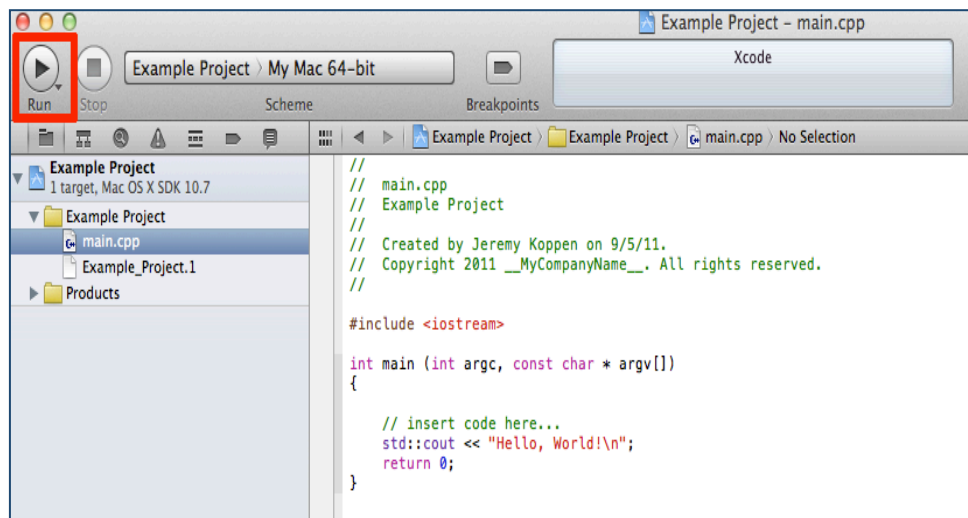 Example Project – main.cpp
Example Project › My Mac 64-bit
Xcode
Run
Stop
Scheme
Breakpoints
Example Project › Example Project › main.cpp › No Selection
Example Project
1 target, Mac OS X SDK 10.7
Example Project
main.cpp
Example_Project.1
Products
//
//  main.cpp
//  Example Project
//
//  Created by Jeremy Koppen on 9/5/11.
//  Copyright 2011 __MyCompanyName__. All rights reserved.
//
#include <iostream>
int main (int argc, const char * argv[])
{
    // insert code here...
    std::cout << "Hello, World!\n";
    return 0;
}